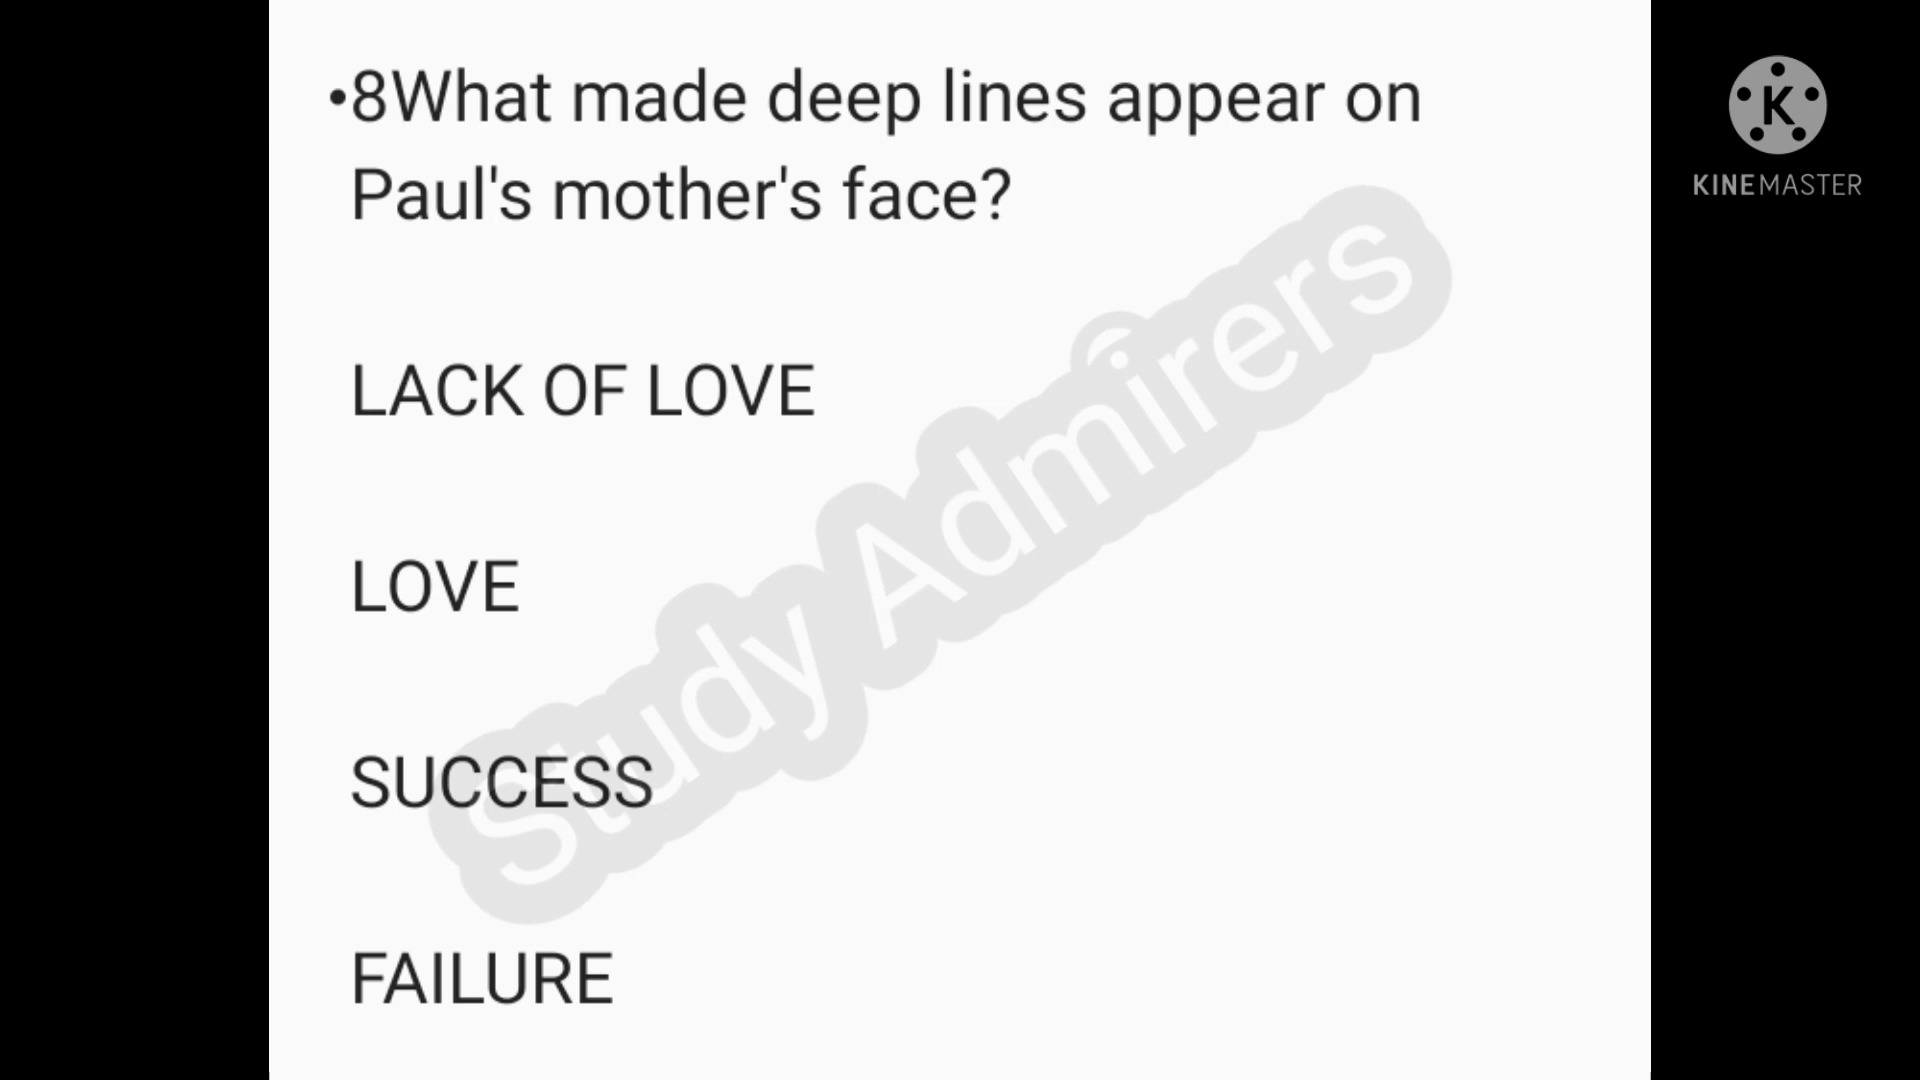 •8What made deep lines appear on
Paul's mother's face?
LACK OF LOVE
LOVE
SUCCESS
FAILURE
Study Admirers
K
KINEMASTER